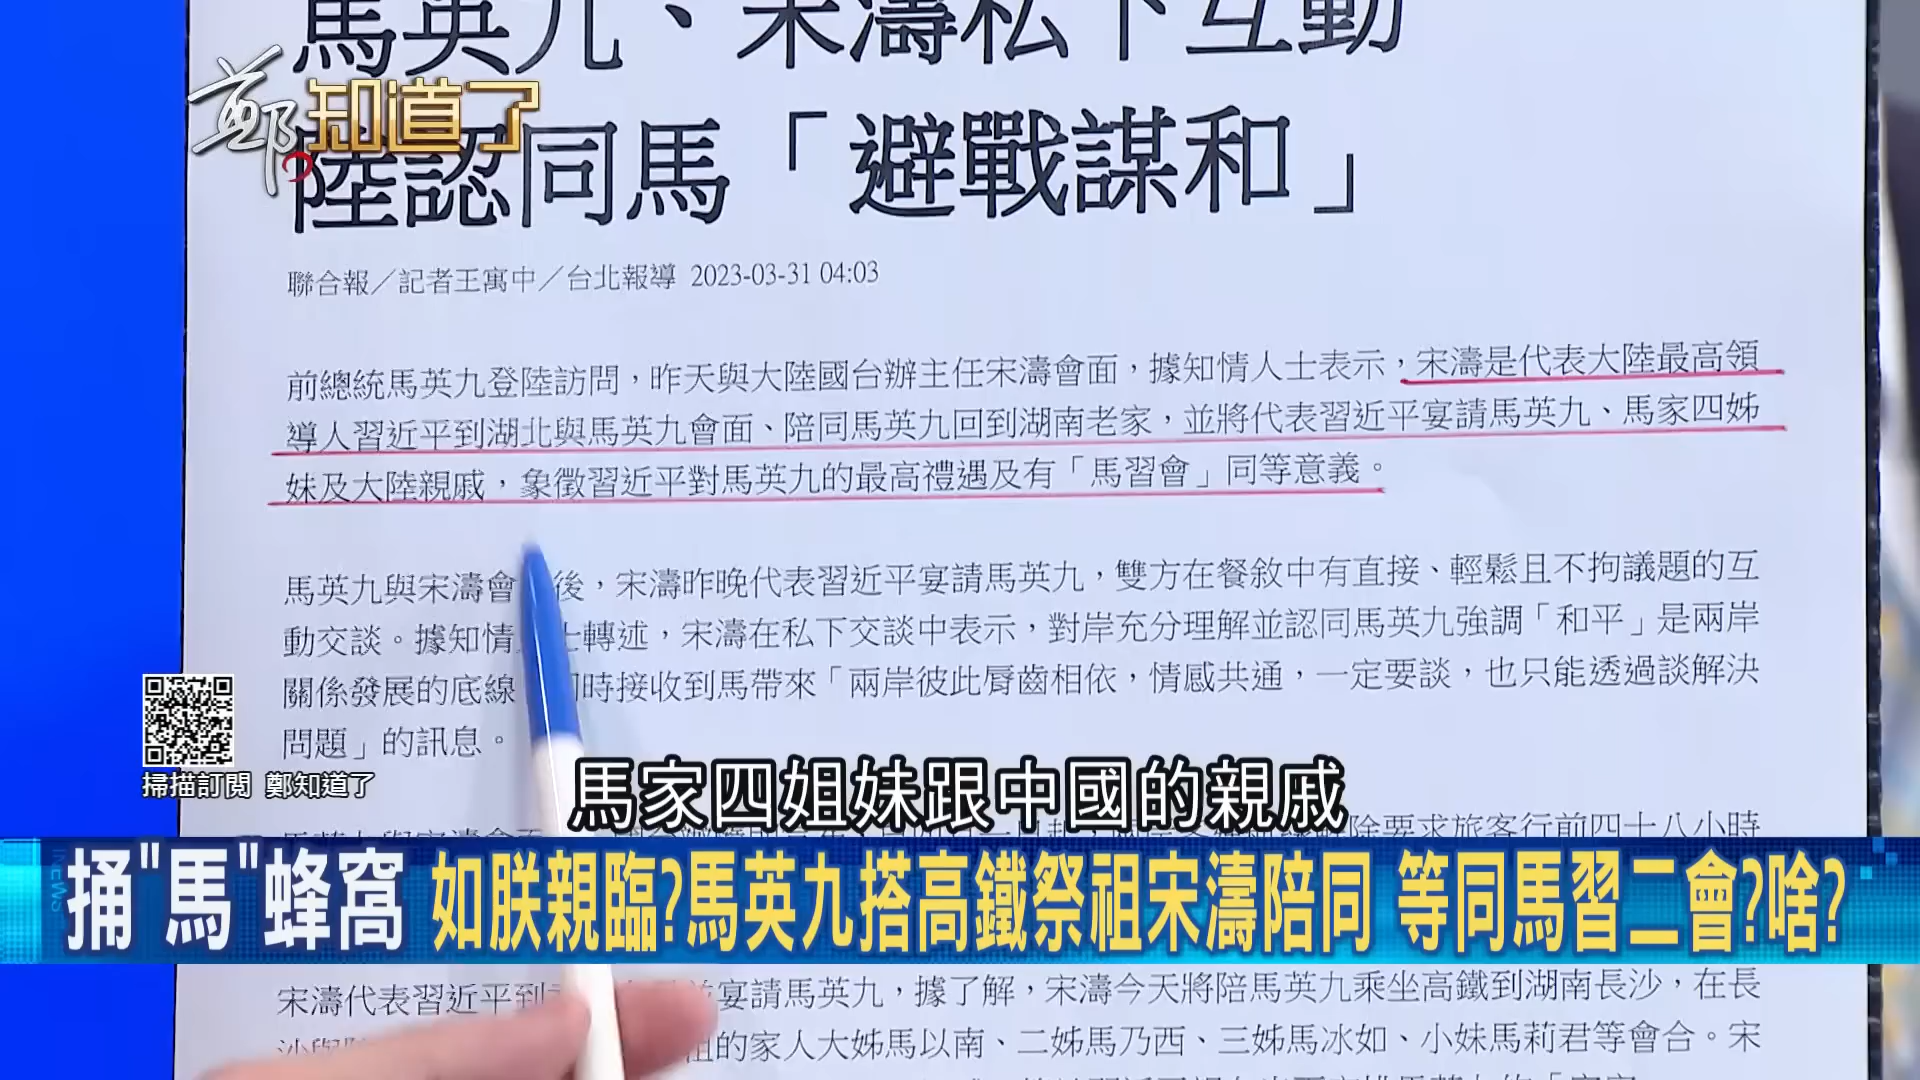 馬英九、宋濤私下互動
鄭知道了
陸認同馬「避戰謀和」
聯合報／記者王寓中／台北報導 2023-03-31 04:03
前總統馬英九登陸訪問，昨天與大陸國台辦主任宋濤會面，據知情人士表示，宋濤是代表大陸最高領
導人習近平到湖北與馬英九會面、陪同馬英九回到湖南老家，並將代表習近平宴請馬英九、馬家四姊
妹及大陸親戚，象徵習近平對馬英九的最高禮遇及有「馬習會」同等意義。
馬英九與宋濤會 後，宋濤昨晚代表習近平宴請馬英九，雙方在餐敘中有直接、輕鬆且不拘議題的互
動交談。據知情 士轉述，宋濤在私下交談中表示，對岸充分理解並認同馬英九強調「和平」是兩岸
關係發展的底線 同時接收到馬帶來「兩岸彼此唇齒相依，情感共通，一定要談，也只能透過談解決
問題」的訊息。
掃描訂閱 鄭知道了
馬家四姐妹跟中國的親戚
除要求旅客行前四十八小時
捅"馬"蜂窩 如朕親臨?馬英九搭高鐵祭祖宋濤陪同 等同馬習二會?啥?
宋濤代表習近平到 宴請馬英九，據了解，宋濤今天將陪馬英九乘坐高鐵到湖南長沙，在長
祖的家人大姊馬以南、二姊馬乃西、三姊馬冰如、小妹馬莉君等會合。宋